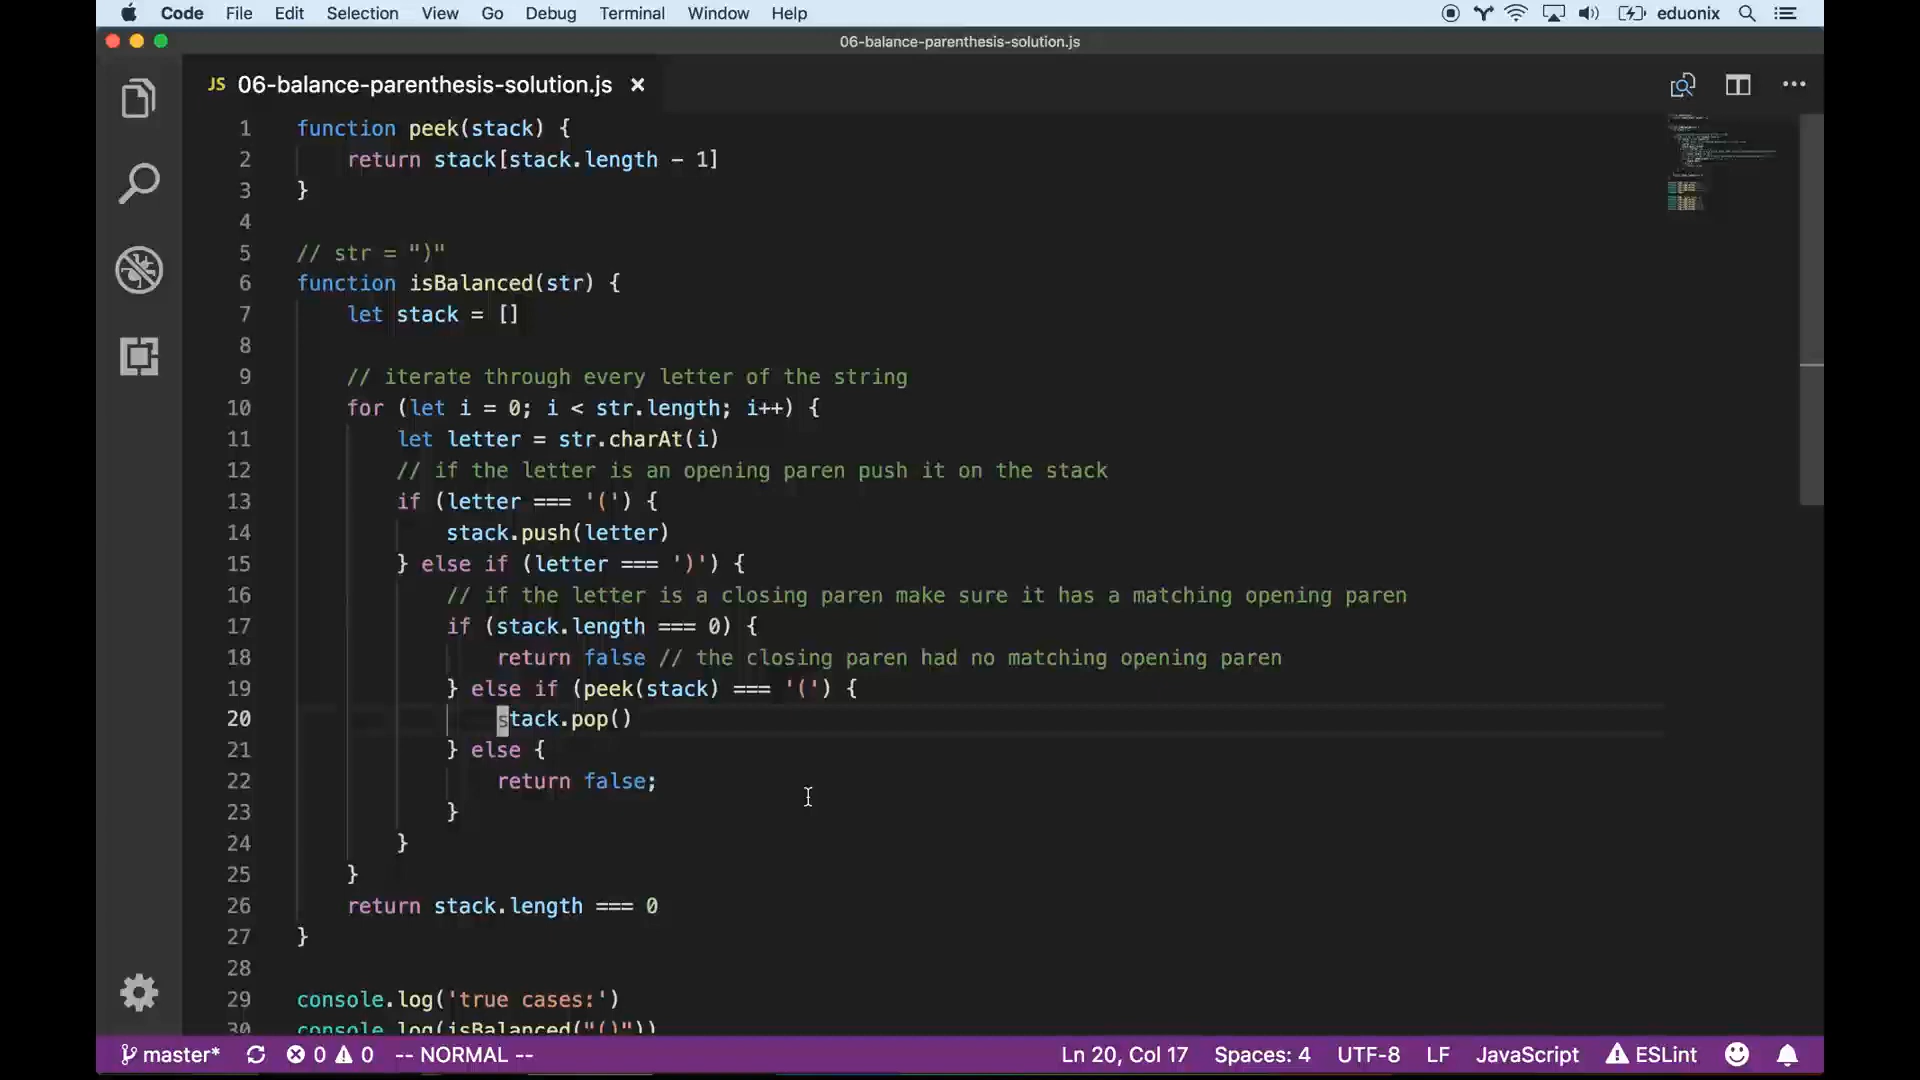 Code File Edit Selection View Go Debug Terminal Window Help eduonix
06-balance-parenthesis-solution.js
JS 06-balance-parenthesis-solution.js ×
1 function peek(stack) {
2 return stack[stack.length - 1]
3 }
4
5 // str = ")"
6 function isBalanced(str) {
7 let stack = []
8
9 // iterate through every letter of the string
10 for (let i = 0; i < str.length; i++) {
11 let letter = str.charAt(i)
12 // if the letter is an opening paren push it on the stack
13 if (letter === '(') {
14 stack.push(letter)
15 } else if (letter === ')') {
16 // if the letter is a closing paren make sure it has a matching opening paren
17 if (stack.length === 0) {
18 return false // the closing paren had no matching opening paren
19 } else if (peek(stack) === '(') {
20 stack.pop()
21 } else {
22 return false;
23 }
24 }
25 }
26 return stack.length === 0
27 }
28
29 console.log('true cases:')
30 console.log(isBalanced("()"))
master* 0 0 -- NORMAL -- Ln 20, Col 17 Spaces: 4 UTF-8 LF JavaScript ESLint